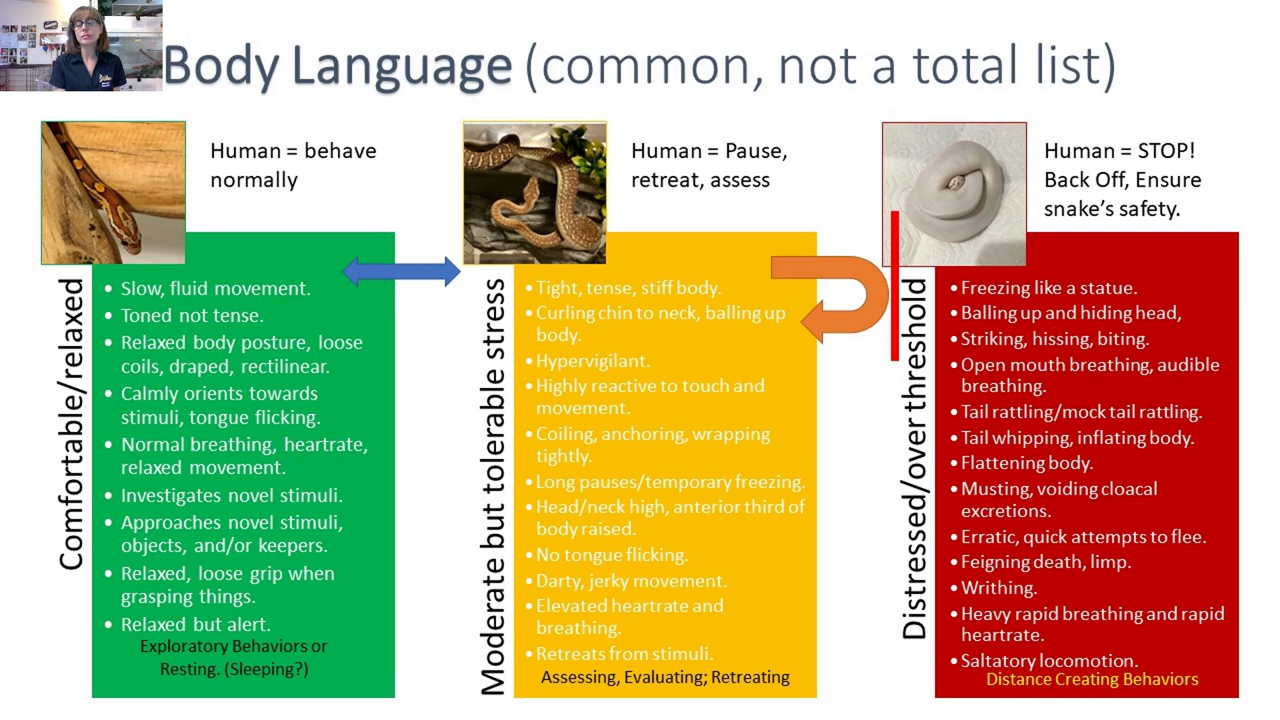 Body Language (common, not a total list)
Human = behave
normally
Comfortable/relaxed
• Slow, fluid movement.
• Toned not tense.
• Relaxed body posture, loose
coils, draped, rectilinear.
• Calmly orients towards
stimuli, tongue flicking.
• Normal breathing, heartrate,
relaxed movement.
• Investigates novel stimuli.
• Approaches novel stimuli,
objects, and/or keepers.
• Relaxed, loose grip when
grasping things.
• Relaxed but alert.
Exploratory Behaviors or
Resting. (Sleeping?)
Human = Pause,
retreat, assess
Moderate but tolerable stress
• Tight, tense, stiff body.
• Curling chin to neck, balling up
body.
• Hypervigilant.
• Highly reactive to touch and
movement.
• Coiling, anchoring, wrapping
tightly.
• Long pauses/temporary freezing.
• Head/neck high, anterior third of
body raised.
• No tongue flicking.
• Darty, jerky movement.
• Elevated heartrate and
breathing.
• Retreats from stimuli.
Assessing, Evaluating; Retreating
Human = STOP!
Back Off, Ensure
snake's safety.
Distressed/over threshold
• Freezing like a statue.
• Balling up and hiding head,
• Striking, hissing, biting.
• Open mouth breathing, audible
breathing.
• Tail rattling/mock tail rattling.
• Tail whipping, inflating body.
• Flattening body.
• Musting, voiding cloacal
excretions.
• Erratic, quick attempts to flee.
• Feigning death, limp.
• Writhing.
• Heavy rapid breathing and rapid
heartrate.
• Saltatory locomotion.
Distance Creating Behaviors